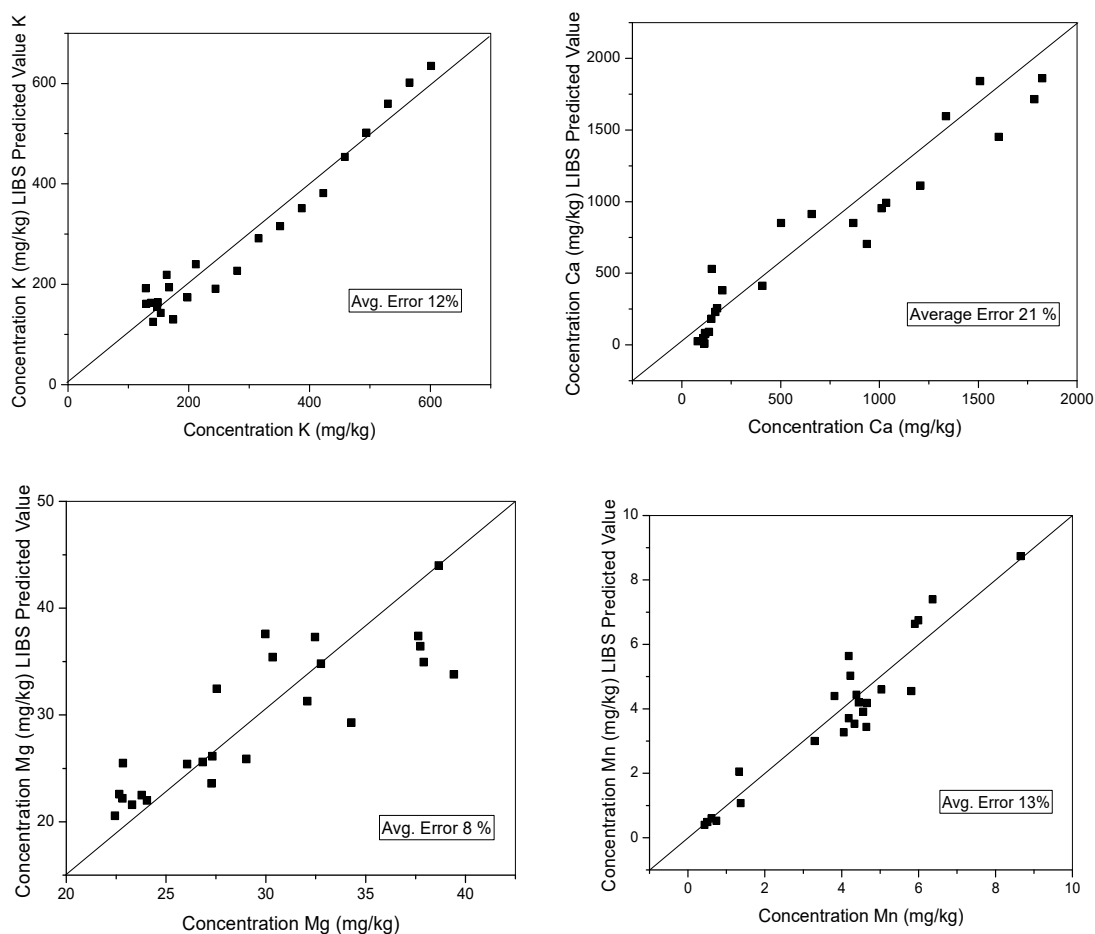 Concentration K (mg/kg) LIBS Predicted Value K
600
400
200
0
0 200 400 600
Avg. Error 12%
Concentration K (mg/kg)
Cocentration Ca (mg/kg) LIBS Predicted Value
2000
1500
1000
500
0
0 500 1000 1500 2000
Average Error 21 %
Concentration Ca (mg/kg)
Concentration Mg (mg/kg) LIBS Predicted Value
50
40
30
20
20 25 30 35 40
Avg. Error 8 %
Concentration Mg (mg/kg)
Concentration Mn (mg/kg) LIBS Predicted Value
10
8
6
4
2
0
0 2 4 6 8 10
Avg. Error 13%
Concentration Mn (mg/kg)